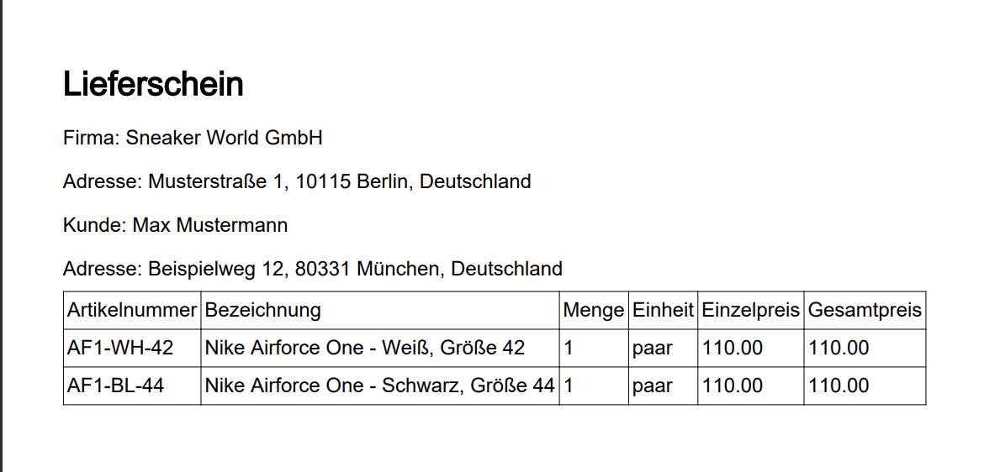 Lieferschein
Firma: Sneaker World GmbH
Adresse: Musterstraße 1, 10115 Berlin, Deutschland
Kunde: Max Mustermann
Adresse: Beispielweg 12, 80331 München, Deutschland
Artikelnummer Bezeichnung Menge Einheit Einzelpreis Gesamtpreis
AF1-WH-42 Nike Airforce One - Weiß, Größe 42 1 paar 110.00 110.00
AF1-BL-44 Nike Airforce One - Schwarz, Größe 44 1 paar 110.00 110.00